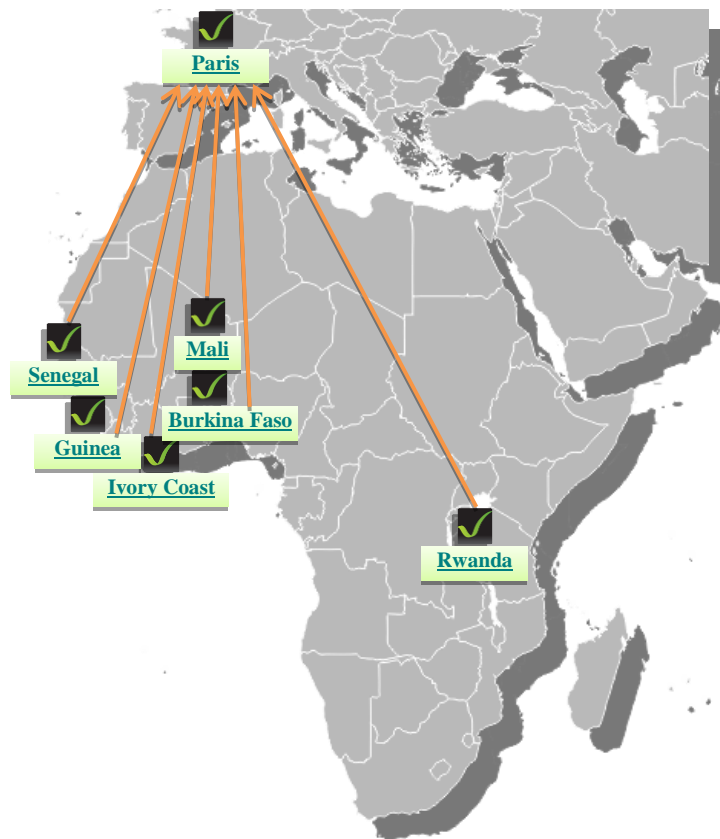 Paris
Mali
Senegal
Burkina Faso
Guinea
Ivory Coast
Rwanda